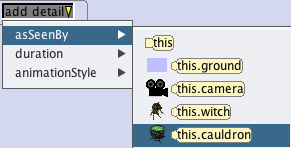 add detail
asSeenBy
duration
animationStyle
this
this.ground
this.camera
this.witch
this.cauldron